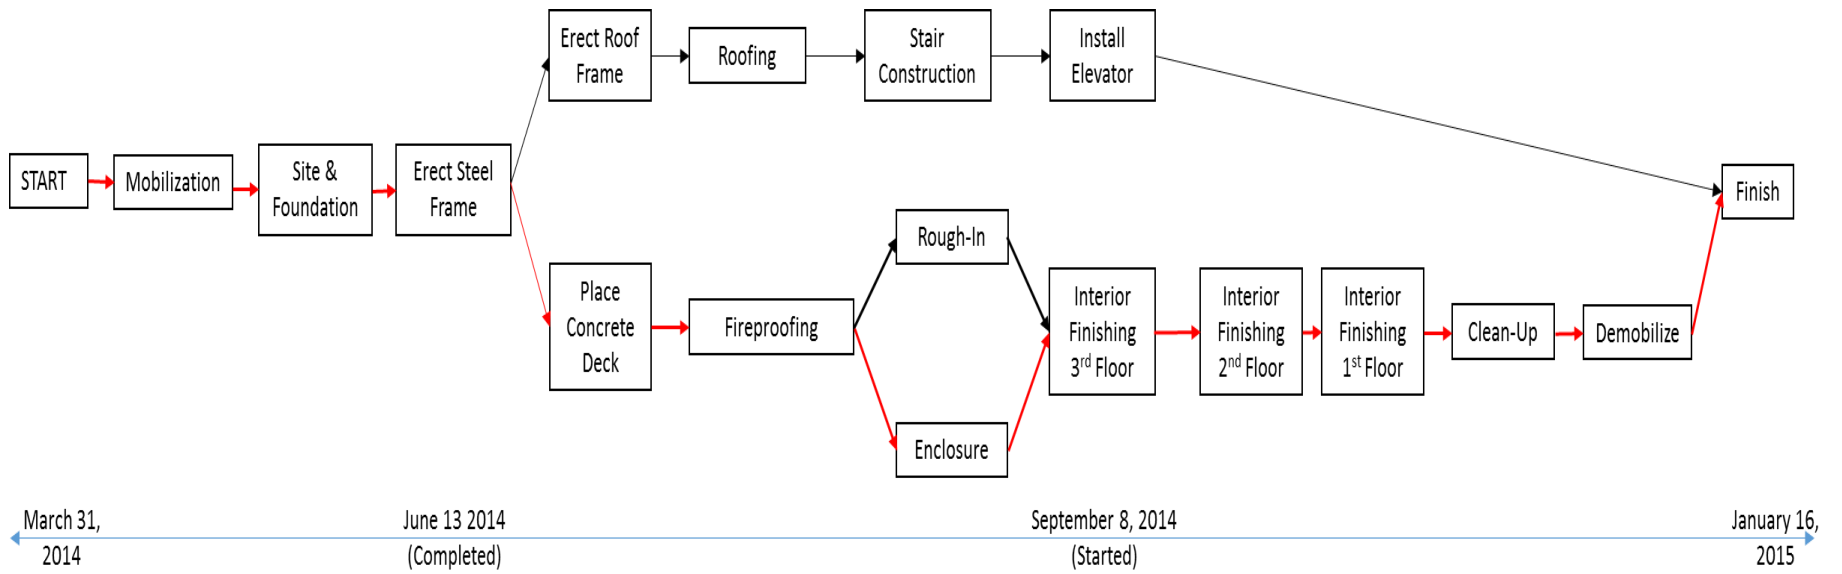 Erect Roof
Frame
Roofing
Stair
Construction
Install
Elevator
START
Mobilization
Site &
Foundation
Erect Steel
Frame
Finish
Rough-In
Place
Concrete
Deck
Fireproofing
Interior
Finishing
3rd Floor
Interior
Finishing
2nd Floor
Interior
Finishing
1st Floor
Clean-Up
Demobilize
Enclosure
March 31,
2014
June 13 2014
(Completed)
September 8, 2014
(Started)
January 16,
2015